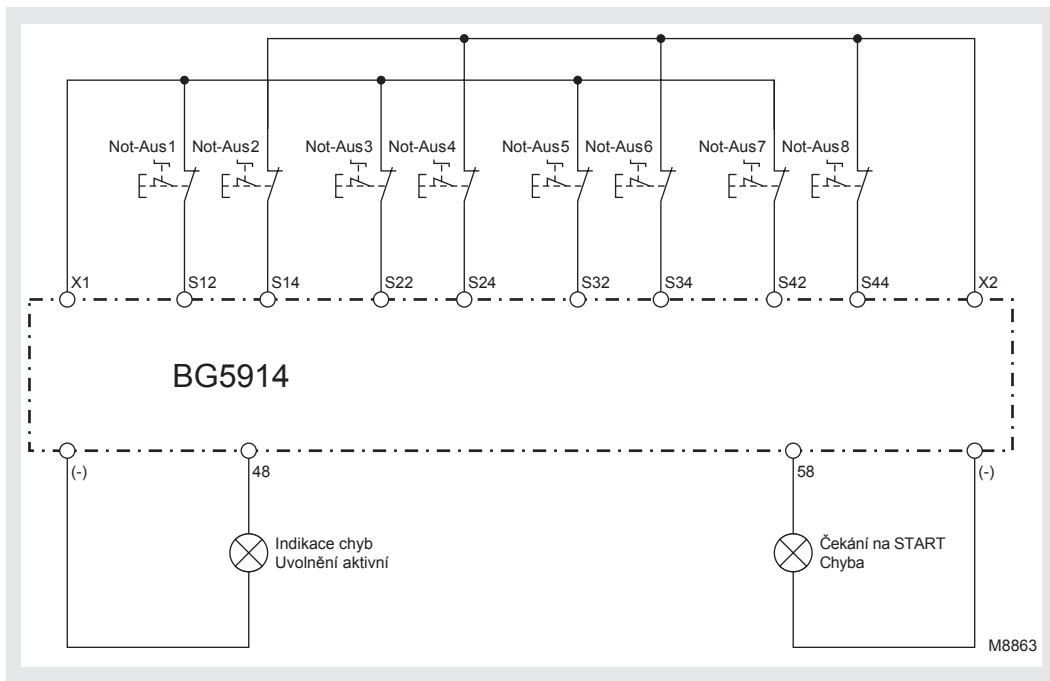 Not-Aus1 Not-Aus2 Not-Aus3 Not-Aus4 Not-Aus5 Not-Aus6 Not-Aus7 Not-Aus8
X1 S12 S14 S22 S24 S32 S34 S42 S44 X2
BG5914
(-) 48 58 (-)
Indikace chyb
Uvolnění aktivní
Čekání na START
Chyba
M8863